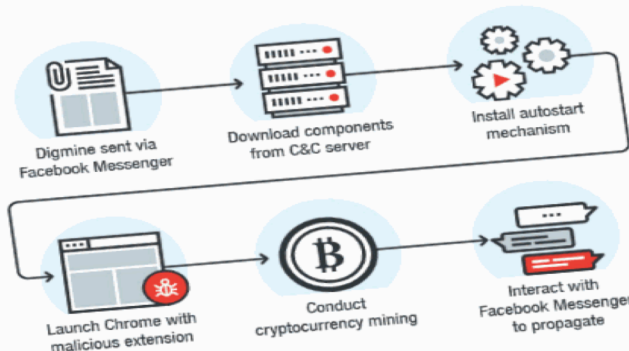 Digmine sent via
Facebook Messenger
Download components
from C&C server
Install autostart
mechanism
Launch Chrome with
malicious extension
Conduct
cryptocurrency mining
Interact with
Facebook Messenger
to propagate